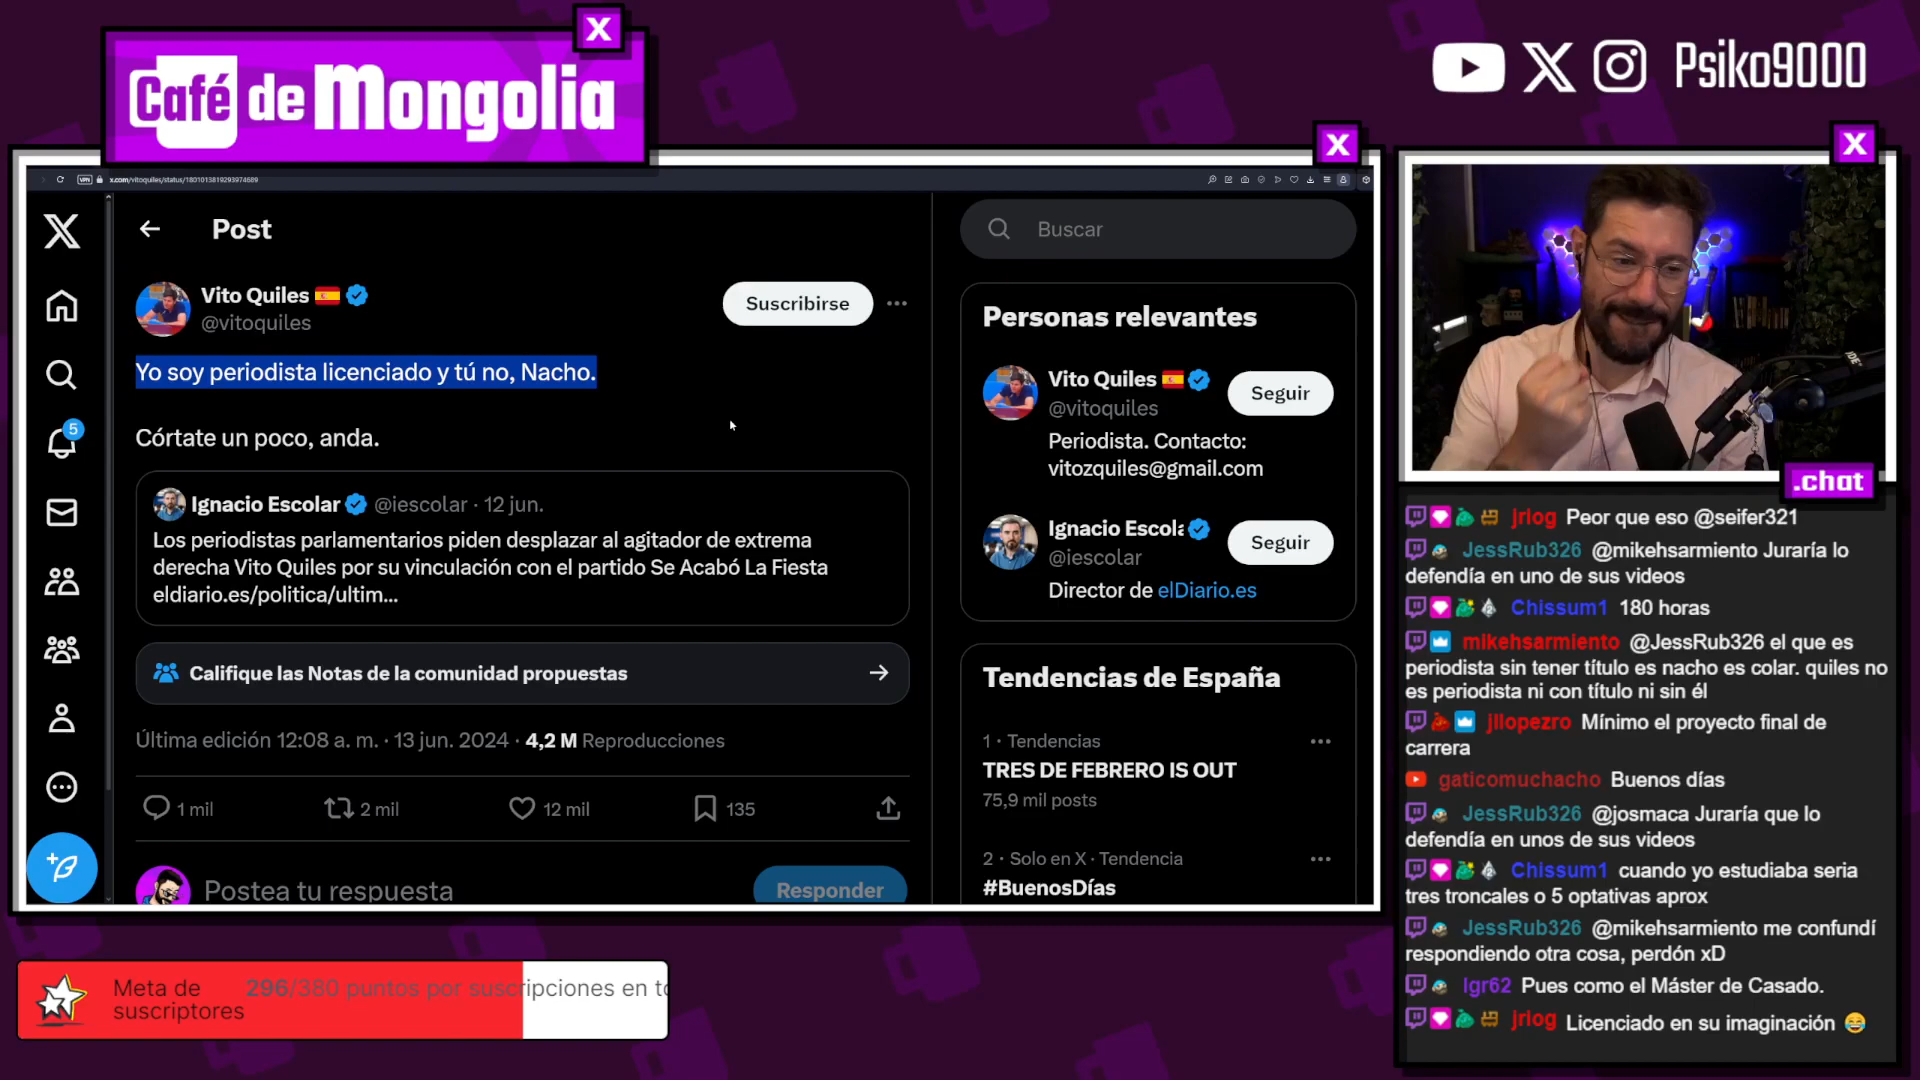 X
Café de Mongolia
Psiko9000
X
X
VPN
x.com/vitoquiles/status/1801013819293974689
Post
Vito Quiles
@vitoquiles
Suscribirse
Yo soy periodista licenciado y tú no, Nacho.
Córtate un poco, anda.
Ignacio Escolar @iescolar · 12 jun.
Los periodistas parlamentarios piden desplazar al agitador de extrema
derecha Vito Quiles por su vinculación con el partido Se Acabó La Fiesta
eldiario.es/politica/ultim...
Califique las Notas de la comunidad propuestas
Última edición 12:08 a. m. · 13 jun. 2024 · 4,2 M Reproducciones
1 mil
2 mil
12 mil
135
Postea tu respuesta
Responder
5
Buscar
Personas relevantes
Vito Quiles
@vitoquiles
Seguir
Periodista. Contacto:
vitozquiles@gmail.com
Ignacio Escola
@iescolar
Seguir
Director de elDiario.es
Tendencias de España
1 · Tendencias
TRES DE FEBRERO IS OUT
75,9 mil posts
2 · Solo en X · Tendencia
#BuenosDías
.chat
jrlog Peor que eso @seifer321
JessRub326 @mikehsarmiento Juraría lo
defendía en uno de sus videos
Chissum1 180 horas
mikehsarmiento @JessRub326 el que es
periodista sin tener título es nacho es colar. quiles no
es periodista ni con título ni sin él
jllopezro Mínimo el proyecto final de
carrera
gaticomuchacho Buenos días
JessRub326 @josmaca Juraría que lo
defendía en unos de sus videos
Chissum1 cuando yo estudiaba seria
tres troncales o 5 optativas aprox
JessRub326 @mikehsarmiento me confundí
respondiendo otra cosa, perdón xD
lgr62 Pues como el Máster de Casado.
jrlog Licenciado en su imaginación 😂
Meta de
suscriptores
296/380 puntos por suscripciones en to